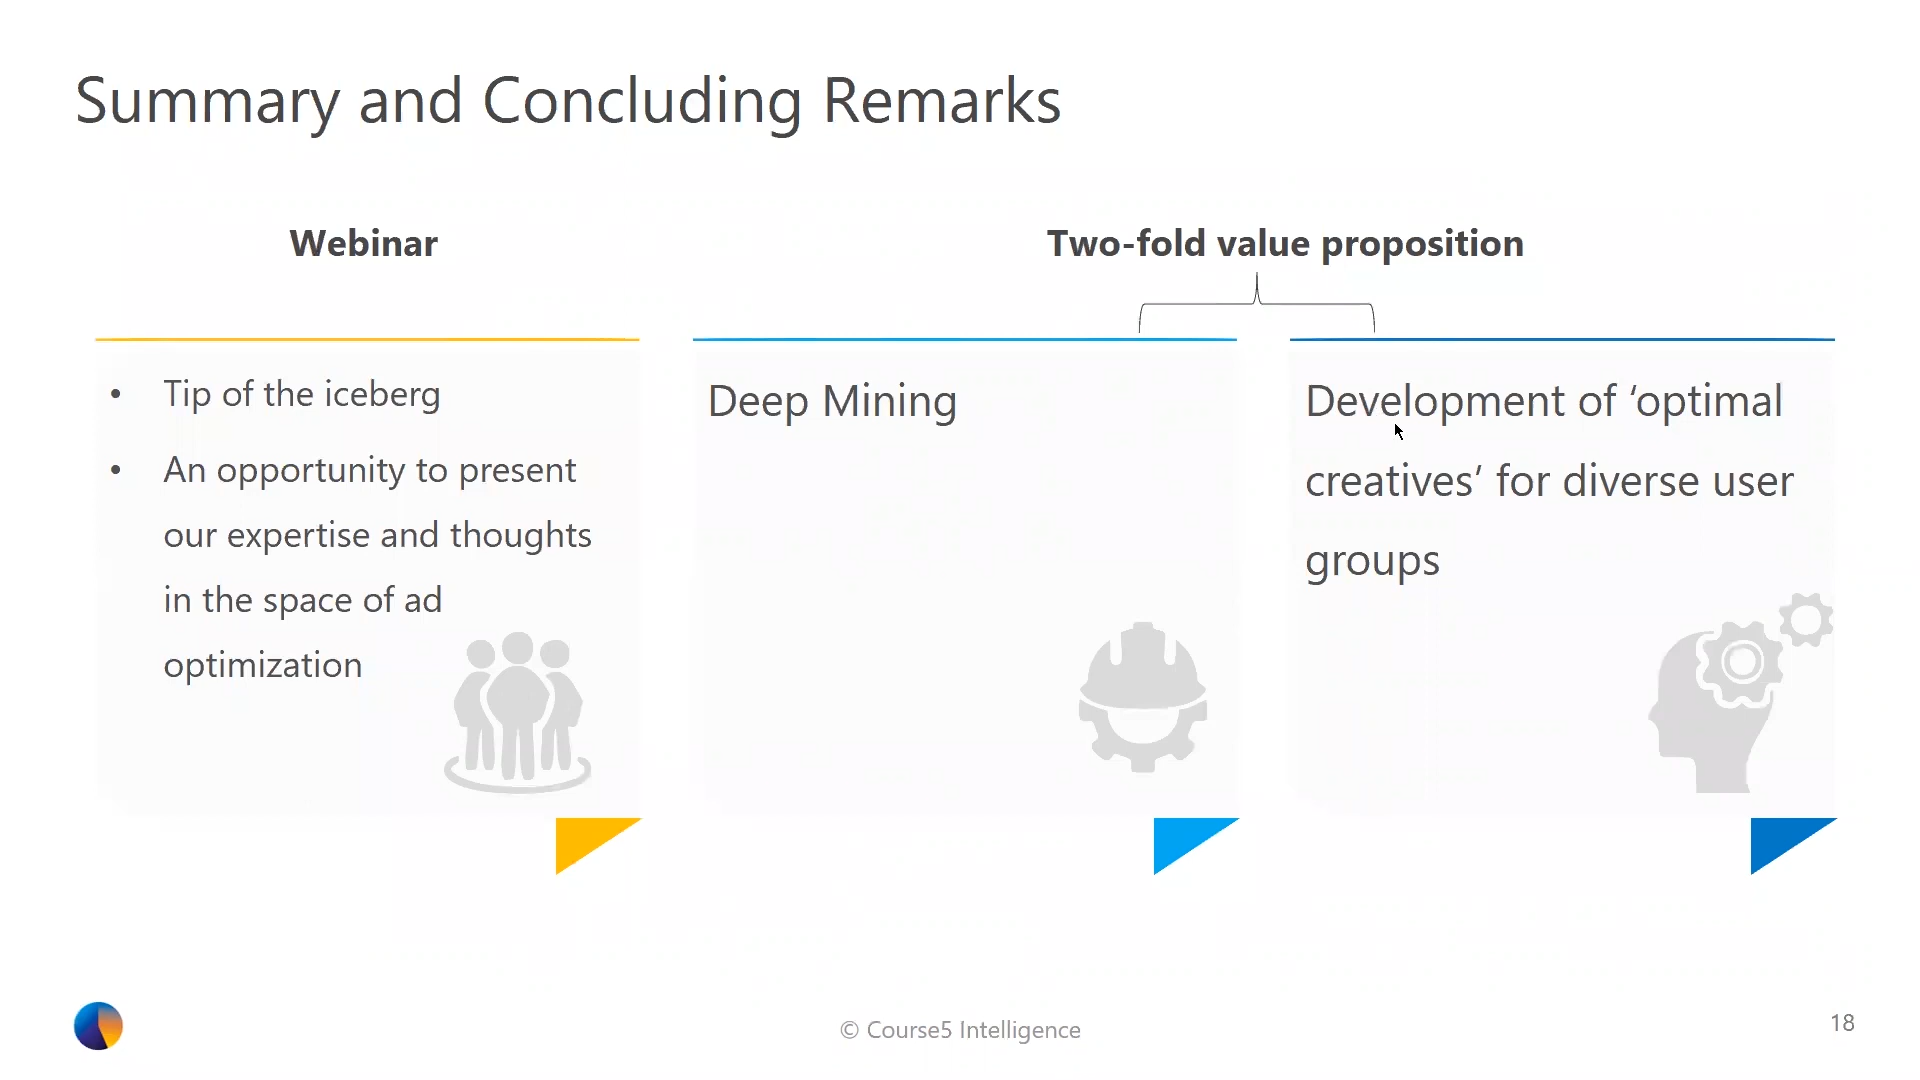 Summary and Concluding Remarks
Webinar
• Tip of the iceberg
• An opportunity to present
our expertise and thoughts
in the space of ad
optimization
Two-fold value proposition
Deep Mining
Development of ‘optimal
creatives’ for diverse user
groups
© Course5 Intelligence
18